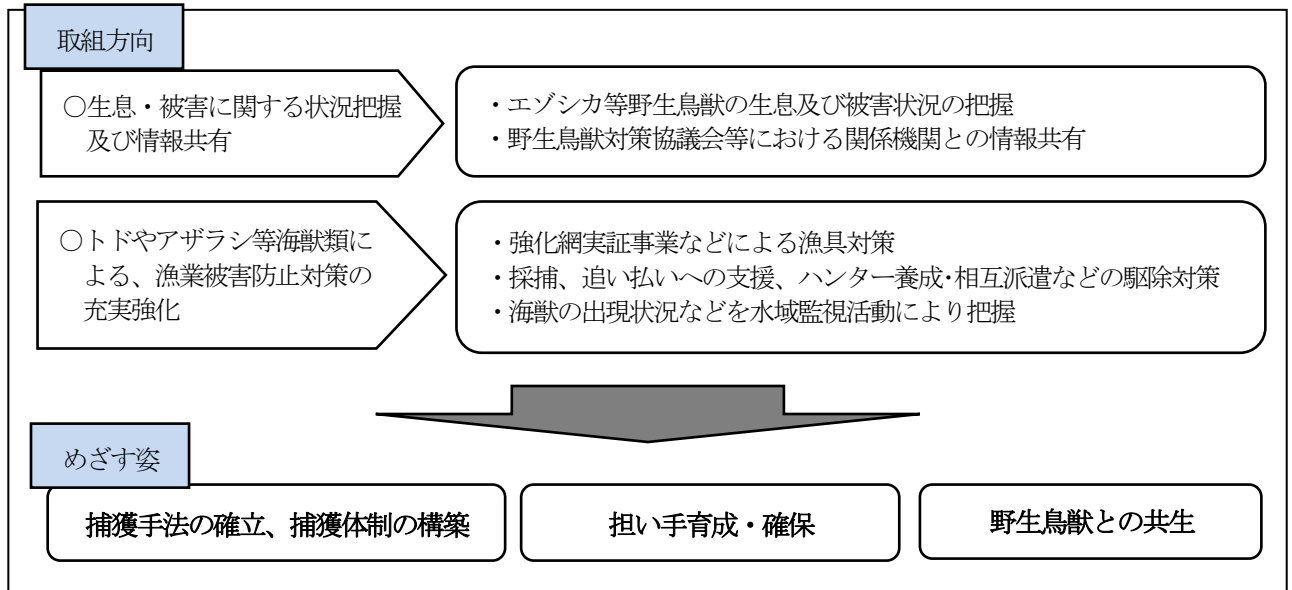 取組方向
○生息・被害に関する状況把握
及び情報共有
・エゾシカ等野生鳥獣の生息及び被害状況の把握
・野生鳥獣対策協議会等における関係機関との情報共有
○トドやアザラシ等海獣類に
よる、漁業被害防止対策の
充実強化
・強化網実証事業などによる漁具対策
・採捕、追い払いへの支援、ハンター養成・相互派遣などの駆除対策
・海獣の出現状況などを水域監視活動により把握
めざす姿
捕獲手法の確立、捕獲体制の構築
担い手育成・確保
野生鳥獣との共生